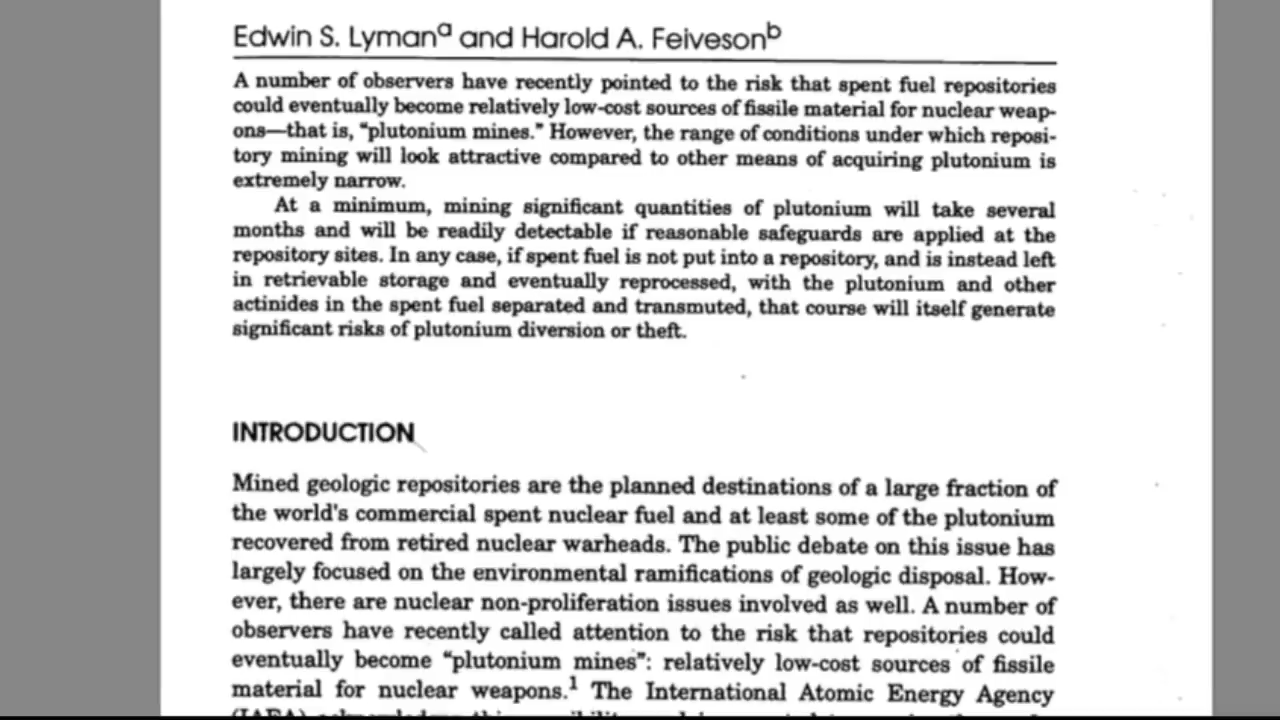 Edwin S. Lymanᵃ and Harold A. Feivesonᵇ
A number of observers have recently pointed to the risk that spent fuel repositories
could eventually become relatively low-cost sources of fissile material for nuclear weap-
ons—that is, “plutonium mines.” However, the range of conditions under which reposi-
tory mining will look attractive compared to other means of acquiring plutonium is
extremely narrow.
At a minimum, mining significant quantities of plutonium will take several
months and will be readily detectable if reasonable safeguards are applied at the
repository sites. In any case, if spent fuel is not put into a repository, and is instead left
in retrievable storage and eventually reprocessed, with the plutonium and other
actinides in the spent fuel separated and transmuted, that course will itself generate
significant risks of plutonium diversion or theft.
INTRODUCTION
Mined geologic repositories are the planned destinations of a large fraction of
the world's commercial spent nuclear fuel and at least some of the plutonium
recovered from retired nuclear warheads. The public debate on this issue has
largely focused on the environmental ramifications of geologic disposal. How-
ever, there are nuclear non-proliferation issues involved as well. A number of
observers have recently called attention to the risk that repositories could
eventually become “plutonium mines”: relatively low-cost sources of fissile
material for nuclear weapons.¹ The International Atomic Energy Agency